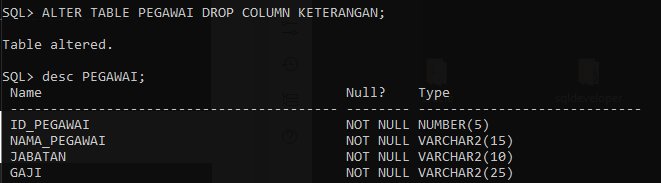 SQL> ALTER TABLE PEGAWAI DROP COLUMN KETERANGAN;
Table altered.
SQL> desc PEGAWAI;
Name Null? Type
----------------------------------------- -------- ----------------------------
ID_PEGAWAI NOT NULL NUMBER(5)
NAMA_PEGAWAI NOT NULL VARCHAR2(15)
JABATAN NOT NULL VARCHAR2(10)
GAJI NOT NULL VARCHAR2(25)